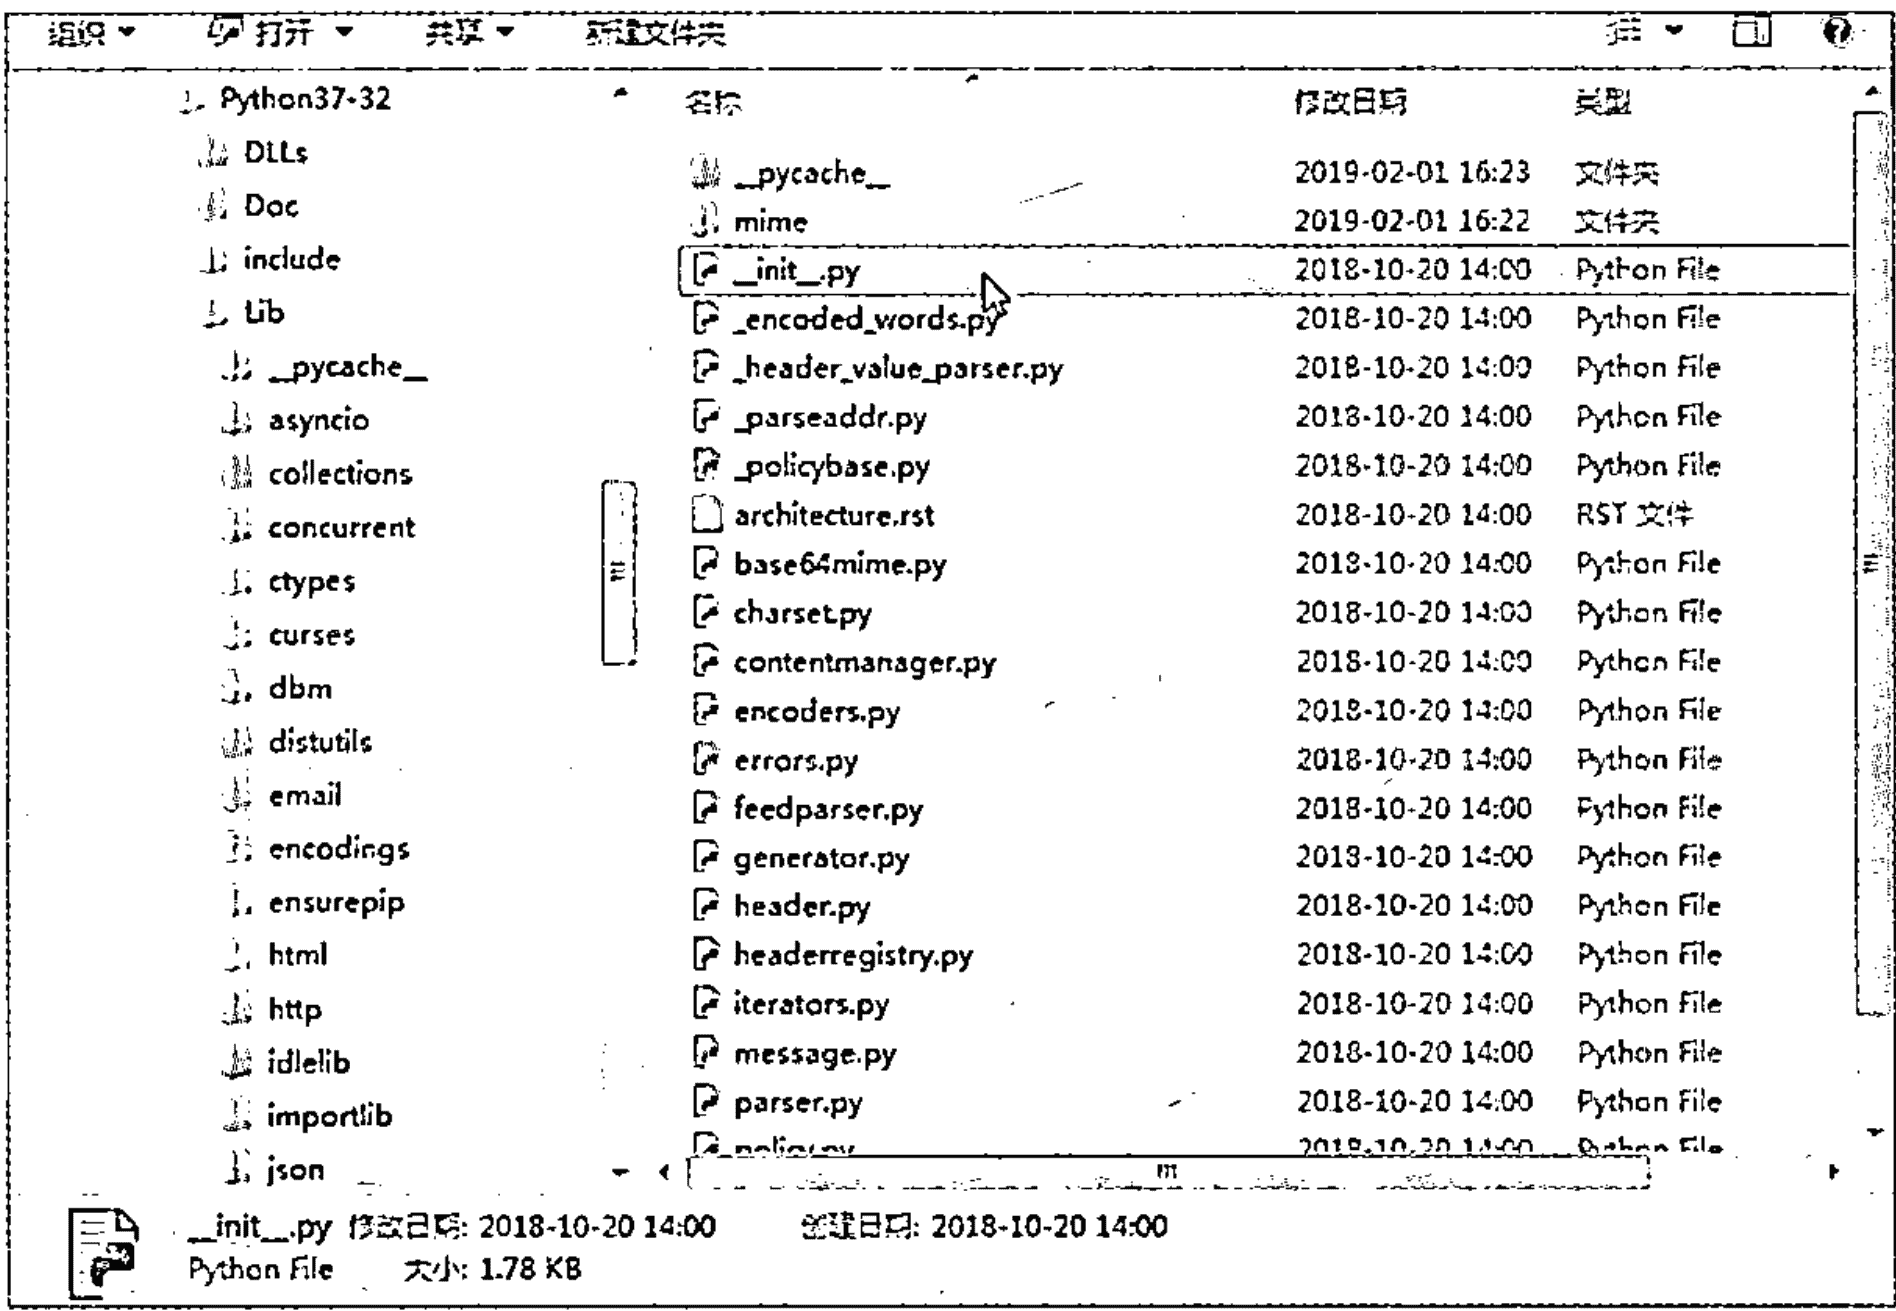 组织 打开 共享 新建文件夹
Python37-32
DLLs
Doc
include
Lib
__pycache__
asyncio
collections
concurrent
ctypes
curses
dbm
distutils
email
encodings
ensurepip
html
http
idlelib
importlib
json
名称 修改日期 类型
__pycache__ 2019-02-01 16:23 文件夹
mime 2019-02-01 16:22 文件夹
__init__.py 2018-10-20 14:00 Python File
_encoded_words.py 2018-10-20 14:00 Python File
_header_value_parser.py 2018-10-20 14:00 Python File
_parseaddr.py 2018-10-20 14:00 Python File
_policybase.py 2018-10-20 14:00 Python File
architecture.rst 2018-10-20 14:00 RST 文件
base64mime.py 2018-10-20 14:00 Python File
charset.py 2018-10-20 14:00 Python File
contentmanager.py 2018-10-20 14:00 Python File
encoders.py 2018-10-20 14:00 Python File
errors.py 2018-10-20 14:00 Python File
feedparser.py 2018-10-20 14:00 Python File
generator.py 2018-10-20 14:00 Python File
header.py 2018-10-20 14:00 Python File
headerregistry.py 2018-10-20 14:00 Python File
iterators.py 2018-10-20 14:00 Python File
message.py 2018-10-20 14:00 Python File
parser.py 2018-10-20 14:00 Python File
policy.py 2018-10-20 14:00 Python File
__init__.py 修改日期: 2018-10-20 14:00 创建日期: 2018-10-20 14:00
Python File 大小: 1.78 KB